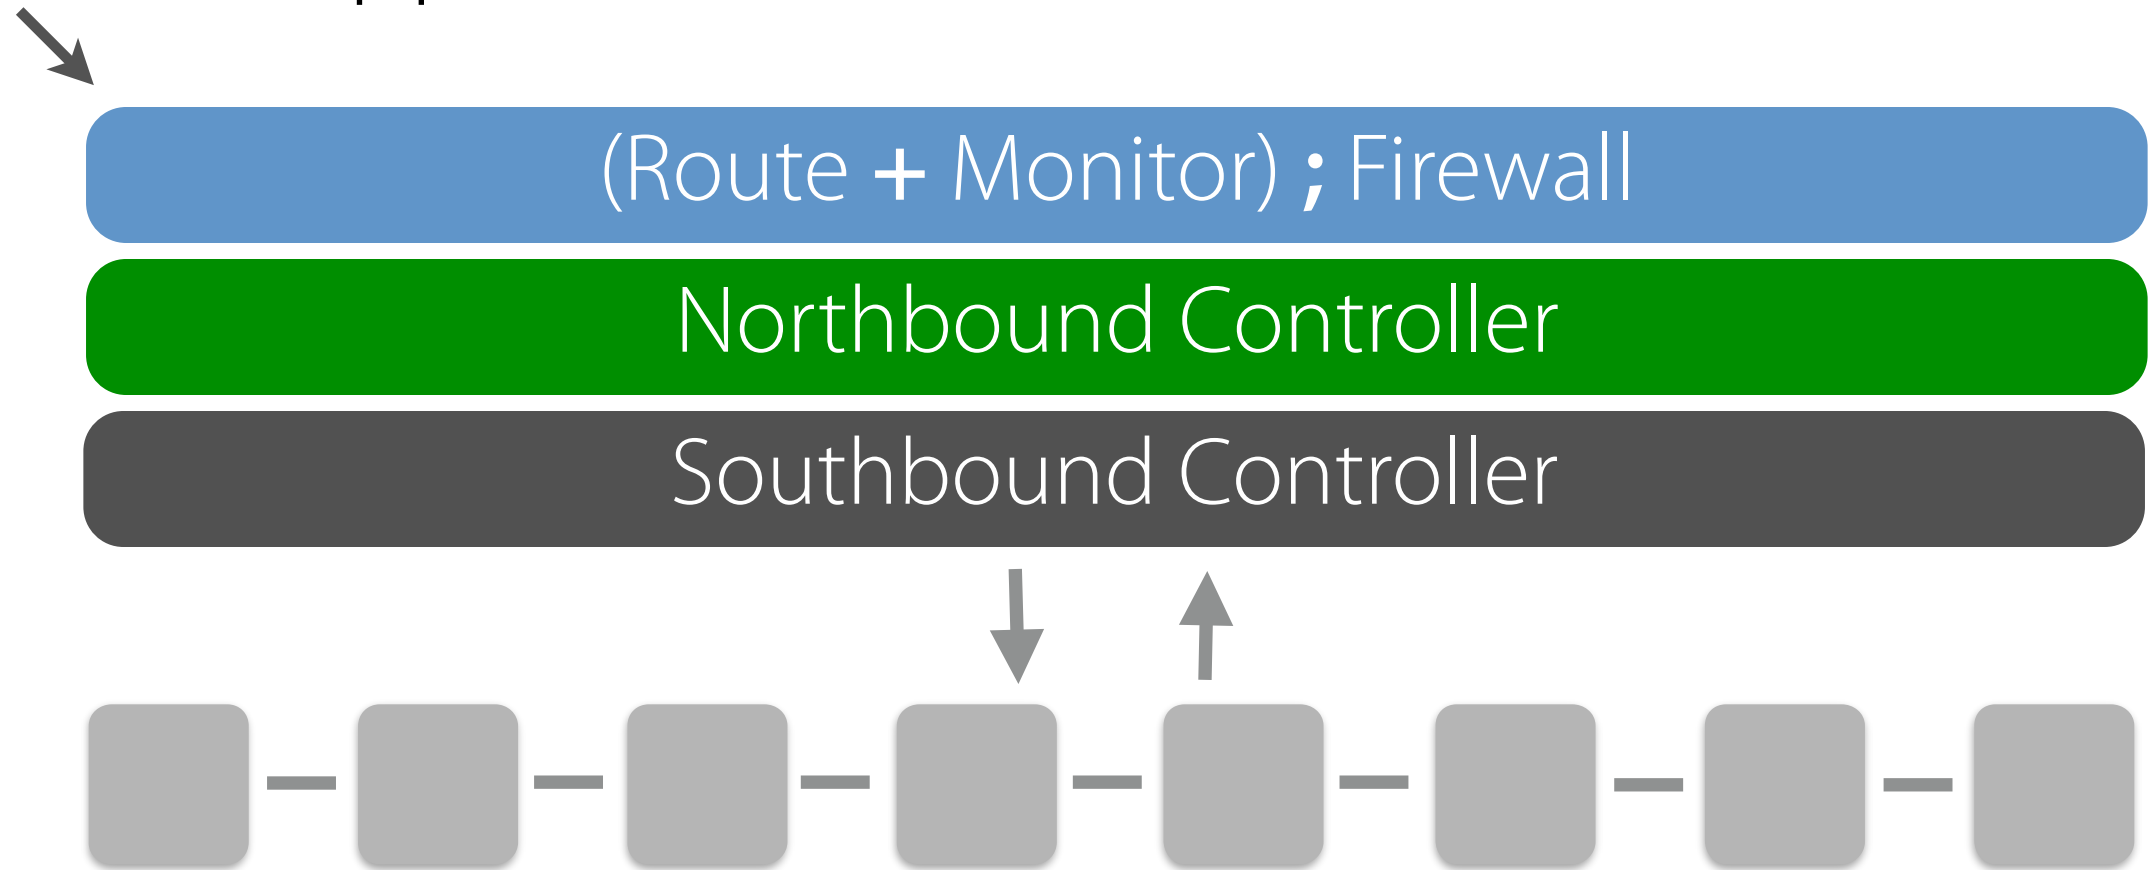 (Route + Monitor) ; Firewall
Northbound Controller
Southbound Controller